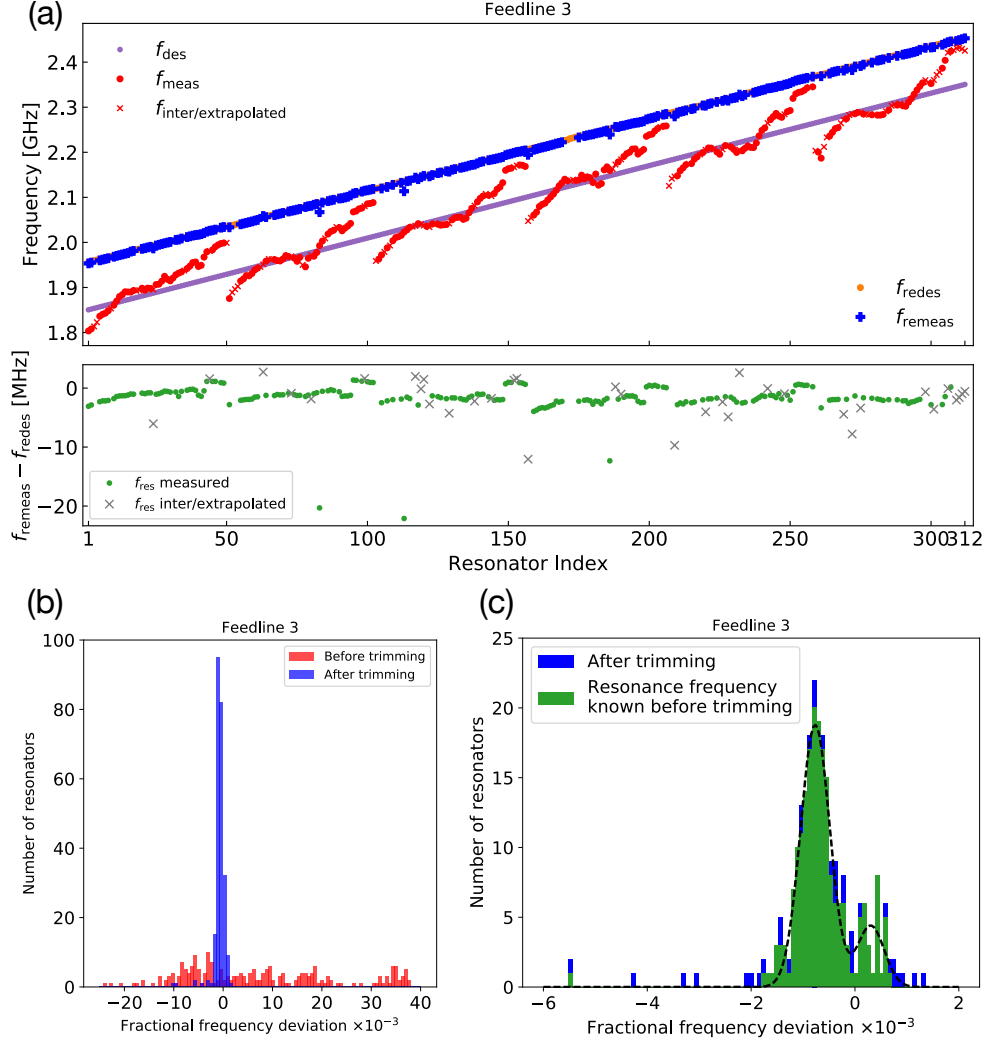 (a)
Feedline 3
f_des
f_meas
f_inter/extrapolated
f_redes
f_remeas
Frequency [GHz]
2.4
2.3
2.2
2.1
2.0
1.9
1.8
f_remeas − f_redes [MHz]
0
−10
−20
f_res measured
f_res inter/extrapolated
1 50 100 150 200 250 300 312
Resonator Index
(b)
Feedline 3
Before trimming
After trimming
Number of resonators
100
80
60
40
20
0
−20 −10 0 10 20 30 40
Fractional frequency deviation ×10⁻³
(c)
Feedline 3
After trimming
Resonance frequency
known before trimming
Number of resonators
25
20
15
10
5
0
−6 −4 −2 0 2
Fractional frequency deviation ×10⁻³